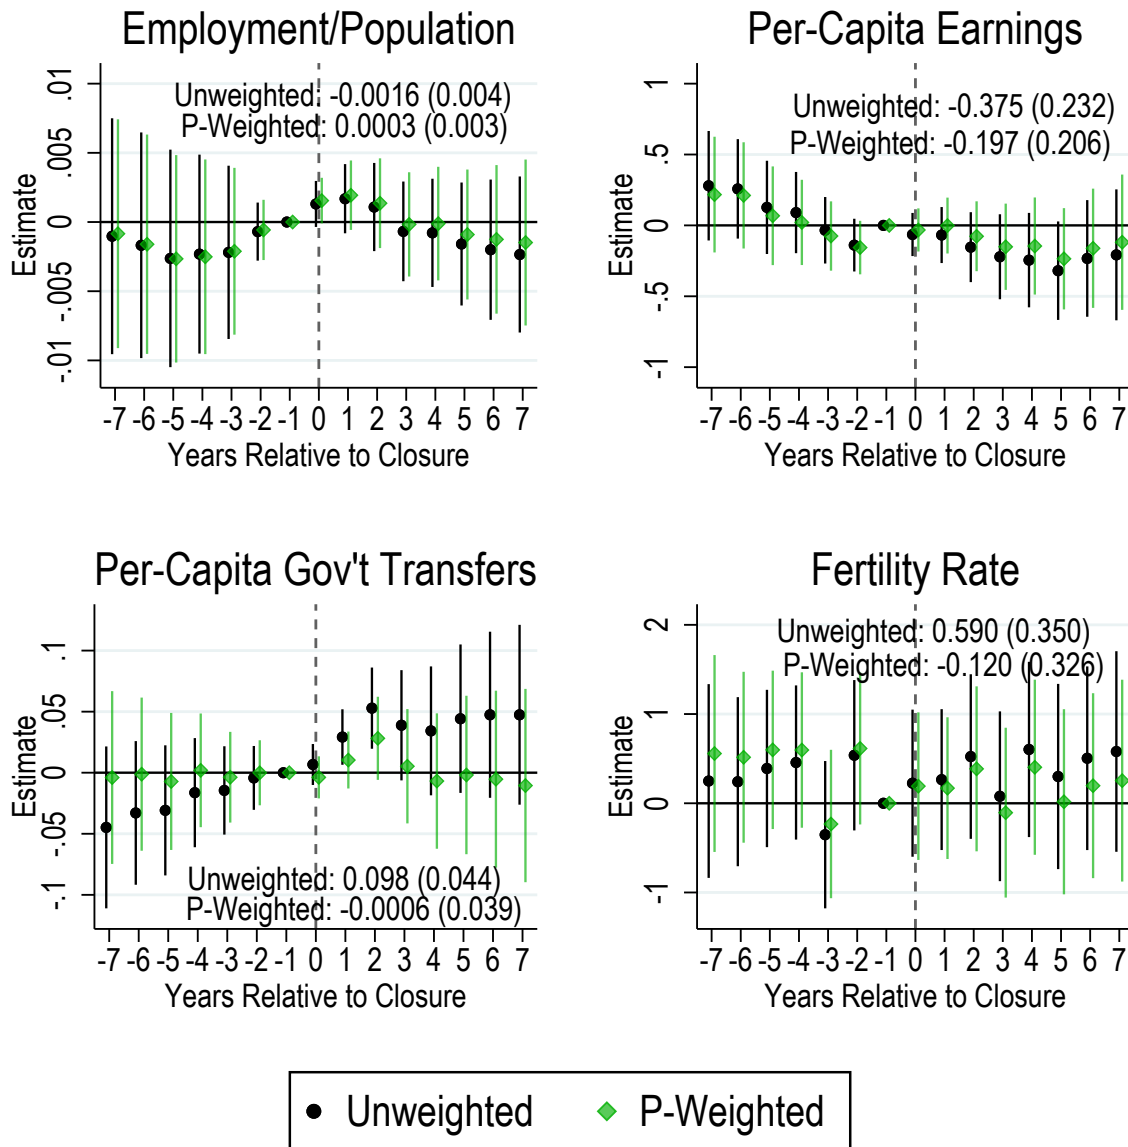 Employment/Population
Unweighted: -0.0016 (0.004)
P-Weighted: 0.0003 (0.003)
Estimate
.01
.005
0
-.005
-.01
-7 -6 -5 -4 -3 -2 -1 0 1 2 3 4 5 6 7
Years Relative to Closure
Per-Capita Earnings
Unweighted: -0.375 (0.232)
P-Weighted: -0.197 (0.206)
Estimate
1
.5
0
-.5
-1
-7 -6 -5 -4 -3 -2 -1 0 1 2 3 4 5 6 7
Years Relative to Closure
Per-Capita Gov't Transfers
Estimate
.1
.05
0
-.05
-.1
Unweighted: 0.098 (0.044)
P-Weighted: -0.0006 (0.039)
-7 -6 -5 -4 -3 -2 -1 0 1 2 3 4 5 6 7
Years Relative to Closure
Fertility Rate
Unweighted: 0.590 (0.350)
P-Weighted: -0.120 (0.326)
Estimate
2
1
0
-1
-7 -6 -5 -4 -3 -2 -1 0 1 2 3 4 5 6 7
Years Relative to Closure
Unweighted P-Weighted